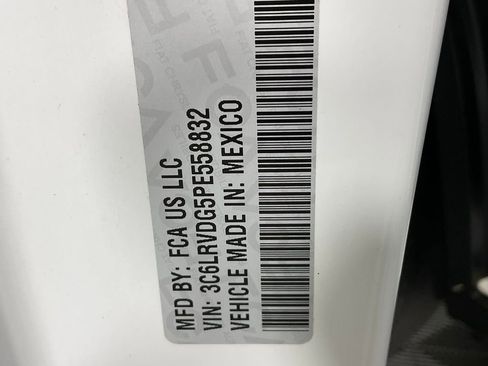 MFD BY: FCA US LLC
VIN: 3C6LRVDG5PE558832
VEHICLE MADE IN: MEXICO